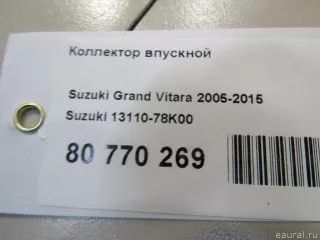 Коллектор впускной
Suzuki Grand Vitara 2005-2015
Suzuki 13110-78K00
80 770 269
eaural.ru